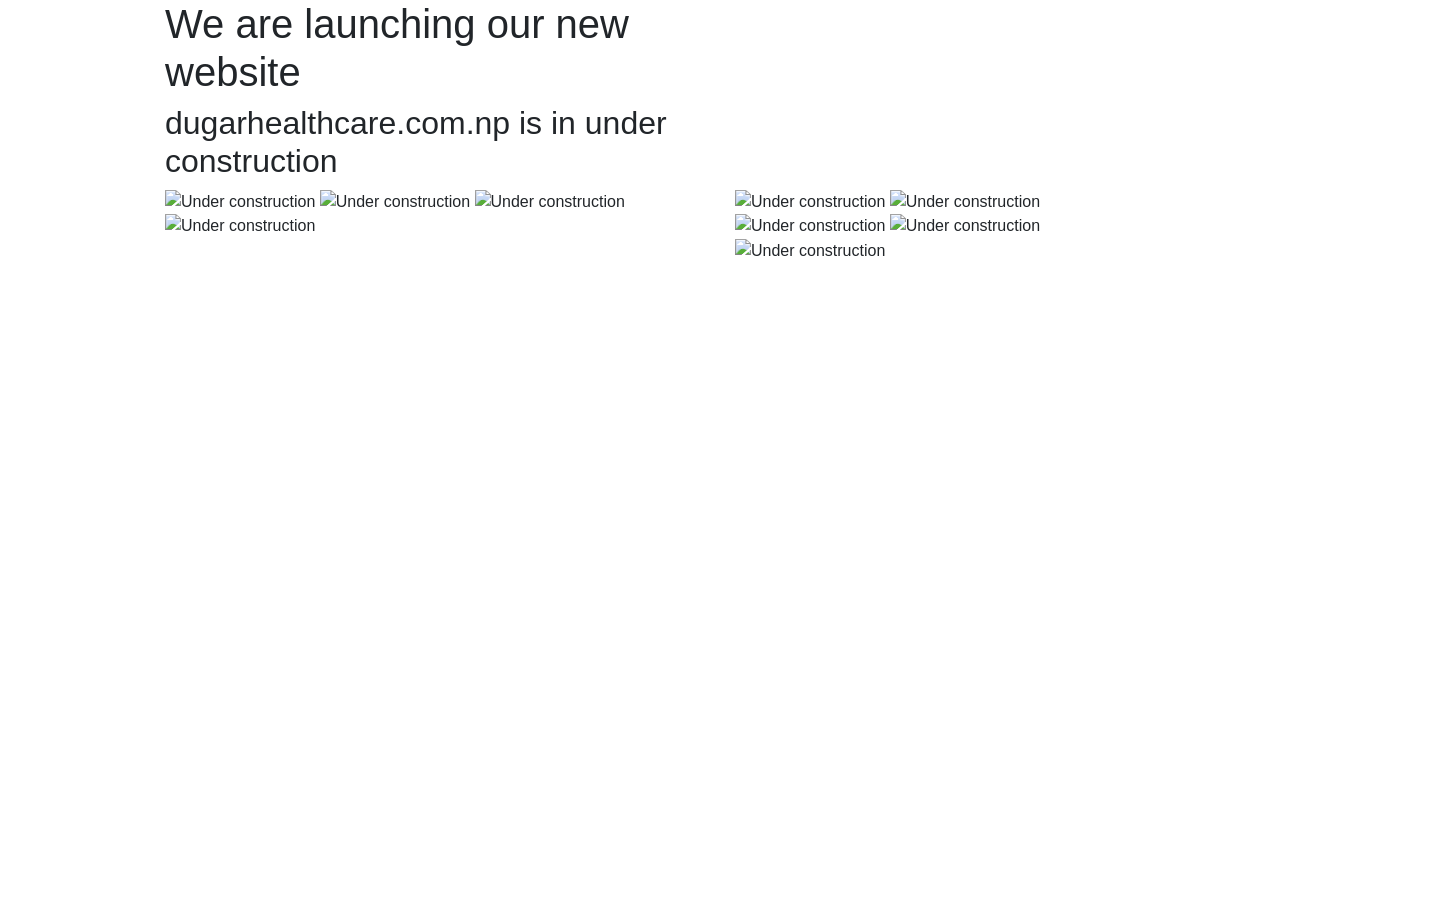 We are launching our new
website
dugarhealthcare.com.np is in under
construction
Under construction Under construction Under construction
Under construction
Under construction Under construction
Under construction Under construction
Under construction